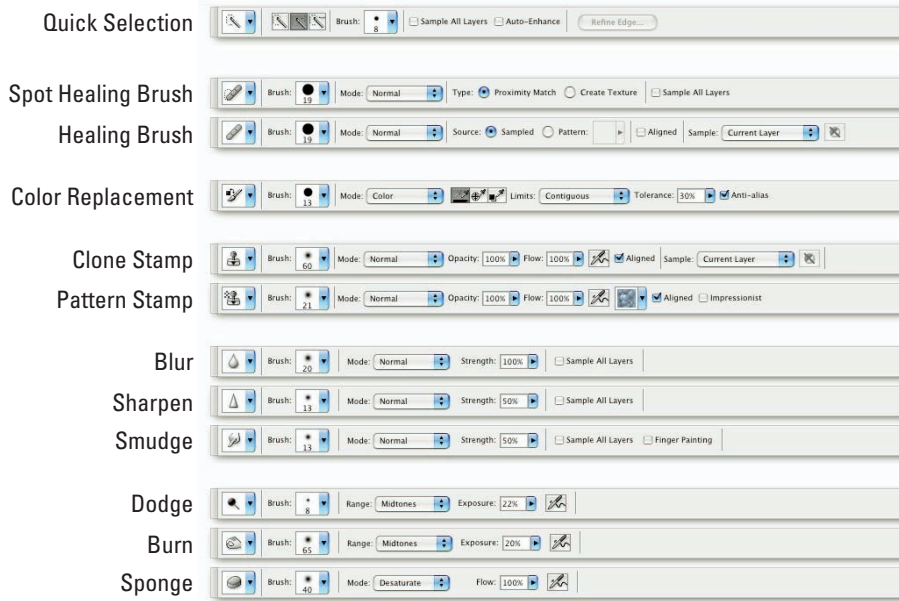 Quick Selection Brush: 8 Sample All Layers Auto-Enhance Refine Edge...
Spot Healing Brush Brush: 19 Mode: Normal Type: Proximity Match Create Texture Sample All Layers
Healing Brush Brush: 19 Mode: Normal Source: Sampled Pattern: Aligned Sample: Current Layer
Color Replacement Brush: 13 Mode: Color Limits: Contiguous Tolerance: 30% Anti-alias
Clone Stamp Brush: 60 Mode: Normal Opacity: 100% Flow: 100% Aligned Sample: Current Layer
Pattern Stamp Brush: 21 Mode: Normal Opacity: 100% Flow: 100% Aligned Impressionist
Blur Brush: 20 Mode: Normal Strength: 100% Sample All Layers
Sharpen Brush: 13 Mode: Normal Strength: 50% Sample All Layers
Smudge Brush: 13 Mode: Normal Strength: 50% Sample All Layers Finger Painting
Dodge Brush: 8 Range: Midtones Exposure: 22%
Burn Brush: 65 Range: Midtones Exposure: 20%
Sponge Brush: 40 Mode: Desaturate Flow: 100%